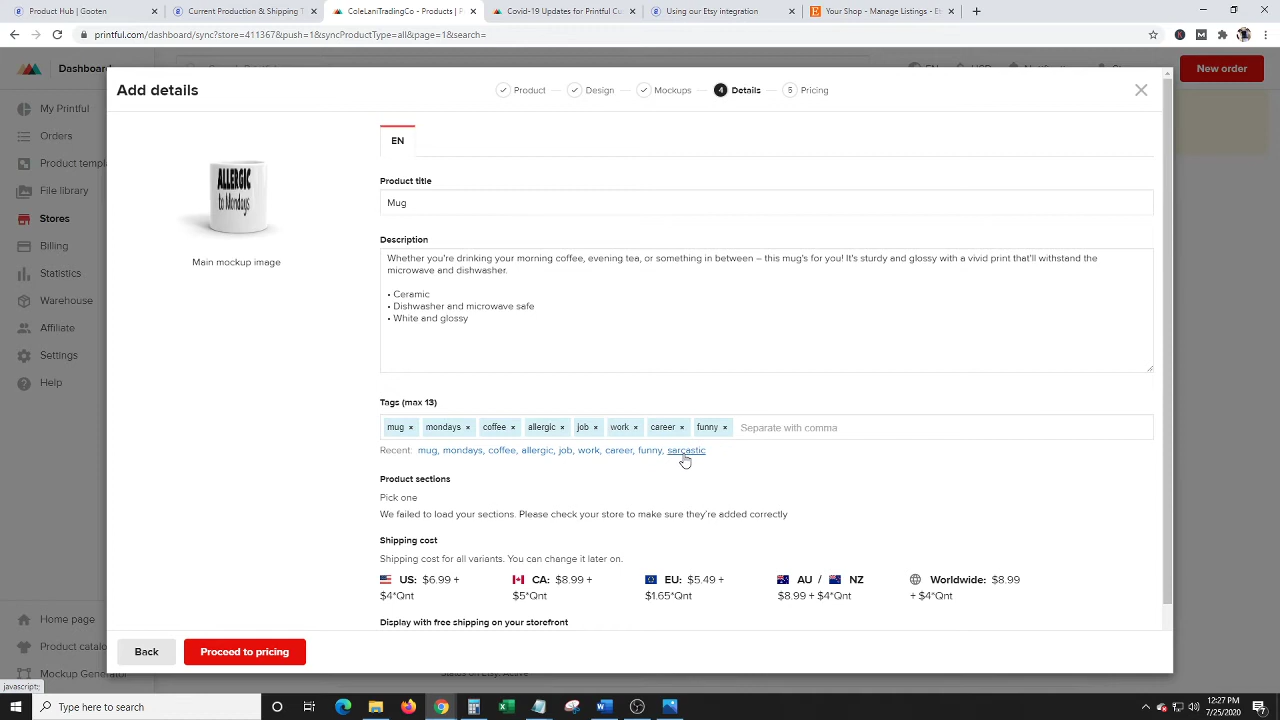 Product Hub | Gooten
Current Production & Shipping T
ColeLaniTradingCo - Products | P
Covid-19 Updates for Printful Cu
Using our Etsy integration
Your Shop - Manage Listings - Et
printful.com/dashboard/sync?store=411367&push=1&syncProductType=all&page=1&search=
Dashboard
New order
My Printful
Orders
Product temp
File library
Stores
Billing
Statistics
Warehouse
Affiliate
Settings
Help
Home page
Product catalo
Mockup Generator
Add details
Product
Design
Mockups
4 Details
5 Pricing
ALLERGIC
to Mondays
Main mockup image
EN
Product title
Mug
Description
Whether you're drinking your morning coffee, evening tea, or something in between – this mug's for you! It's sturdy and glossy with a vivid print that'll withstand the
microwave and dishwasher.
• Ceramic
• Dishwasher and microwave safe
• White and glossy
Tags (max 13)
mug × mondays × coffee × allergic × job × work × career × funny × Separate with comma
Recent: mug, mondays, coffee, allergic, job, work, career, funny, sarcastic
Product sections
Pick one
We failed to load your sections. Please check your store to make sure they're added correctly
Shipping cost
Shipping cost for all variants. You can change it later on.
US: $6.99 + CA: $8.99 + EU: $5.49 + AU / NZ Worldwide: $8.99
$4*Qnt $5*Qnt $1.65*Qnt $8.99 + $4*Qnt + $4*Qnt
Display with free shipping on your storefront
Back
Proceed to pricing
javascript:;
Type here to search
12:27 PM
7/25/2020